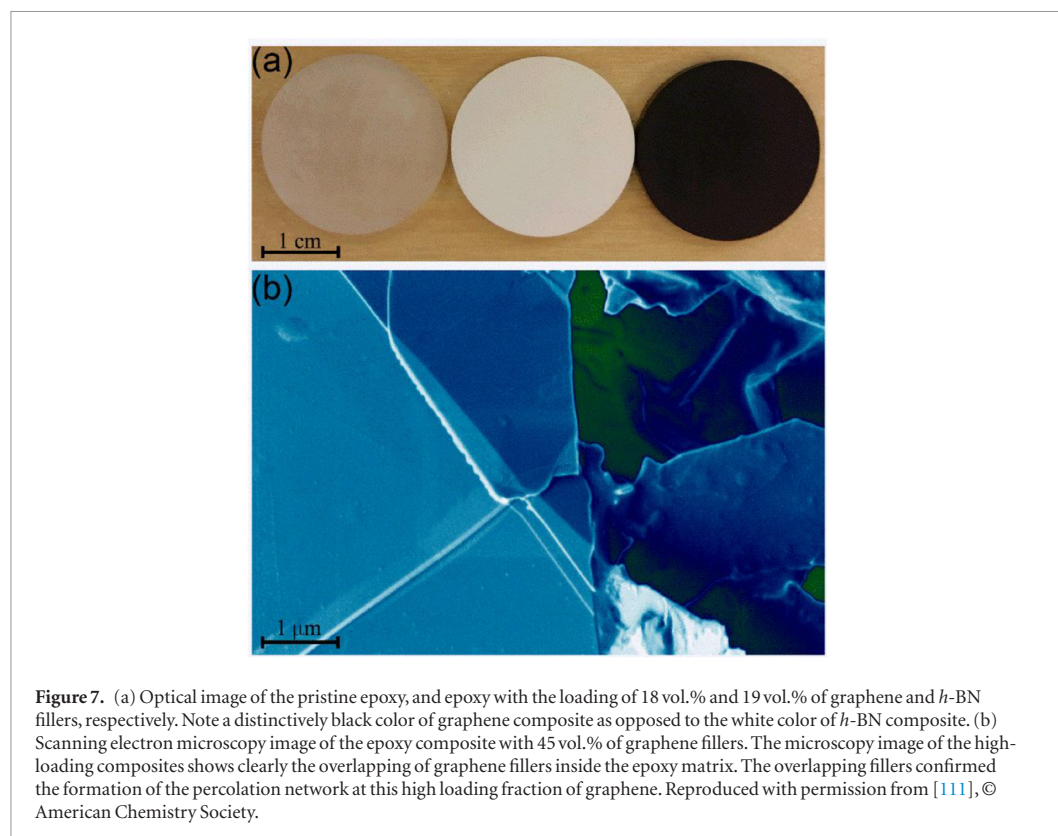 (a)
1 cm
(b)
1 μm
Figure 7. (a) Optical image of the pristine epoxy, and epoxy with the loading of 18 vol.% and 19 vol.% of graphene and h-BN
fillers, respectively. Note a distinctively black color of graphene composite as opposed to the white color of h-BN composite. (b)
Scanning electron microscopy image of the epoxy composite with 45 vol.% of graphene fillers. The microscopy image of the high-
loading composites shows clearly the overlapping of graphene fillers inside the epoxy matrix. The overlapping fillers confirmed
the formation of the percolation network at this high loading fraction of graphene. Reproduced with permission from [111], ©
American Chemistry Society.